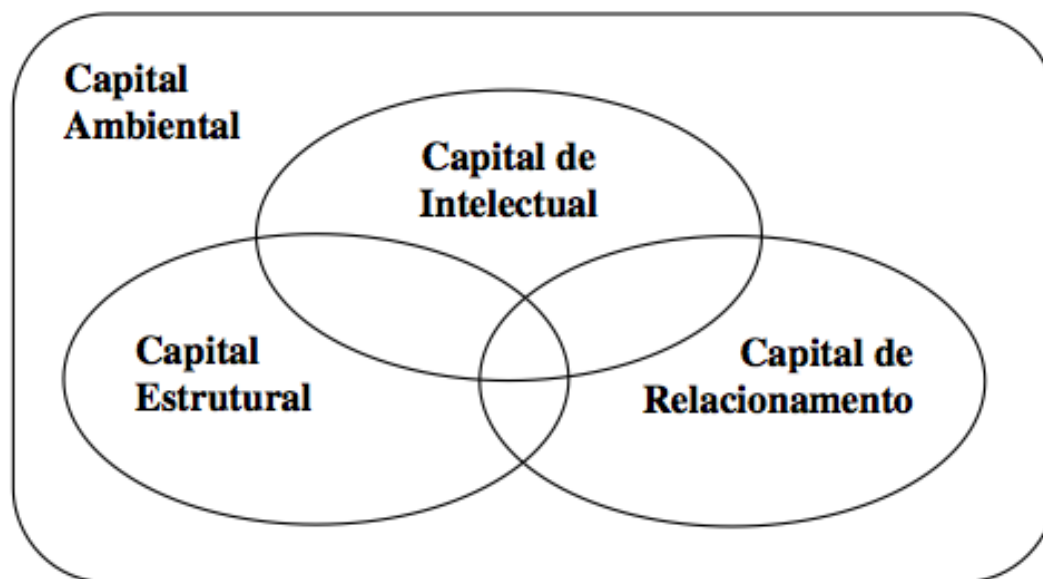 Capital
Ambiental
Capital de
Intelectual
Capital
Estrutural
Capital de
Relacionamento